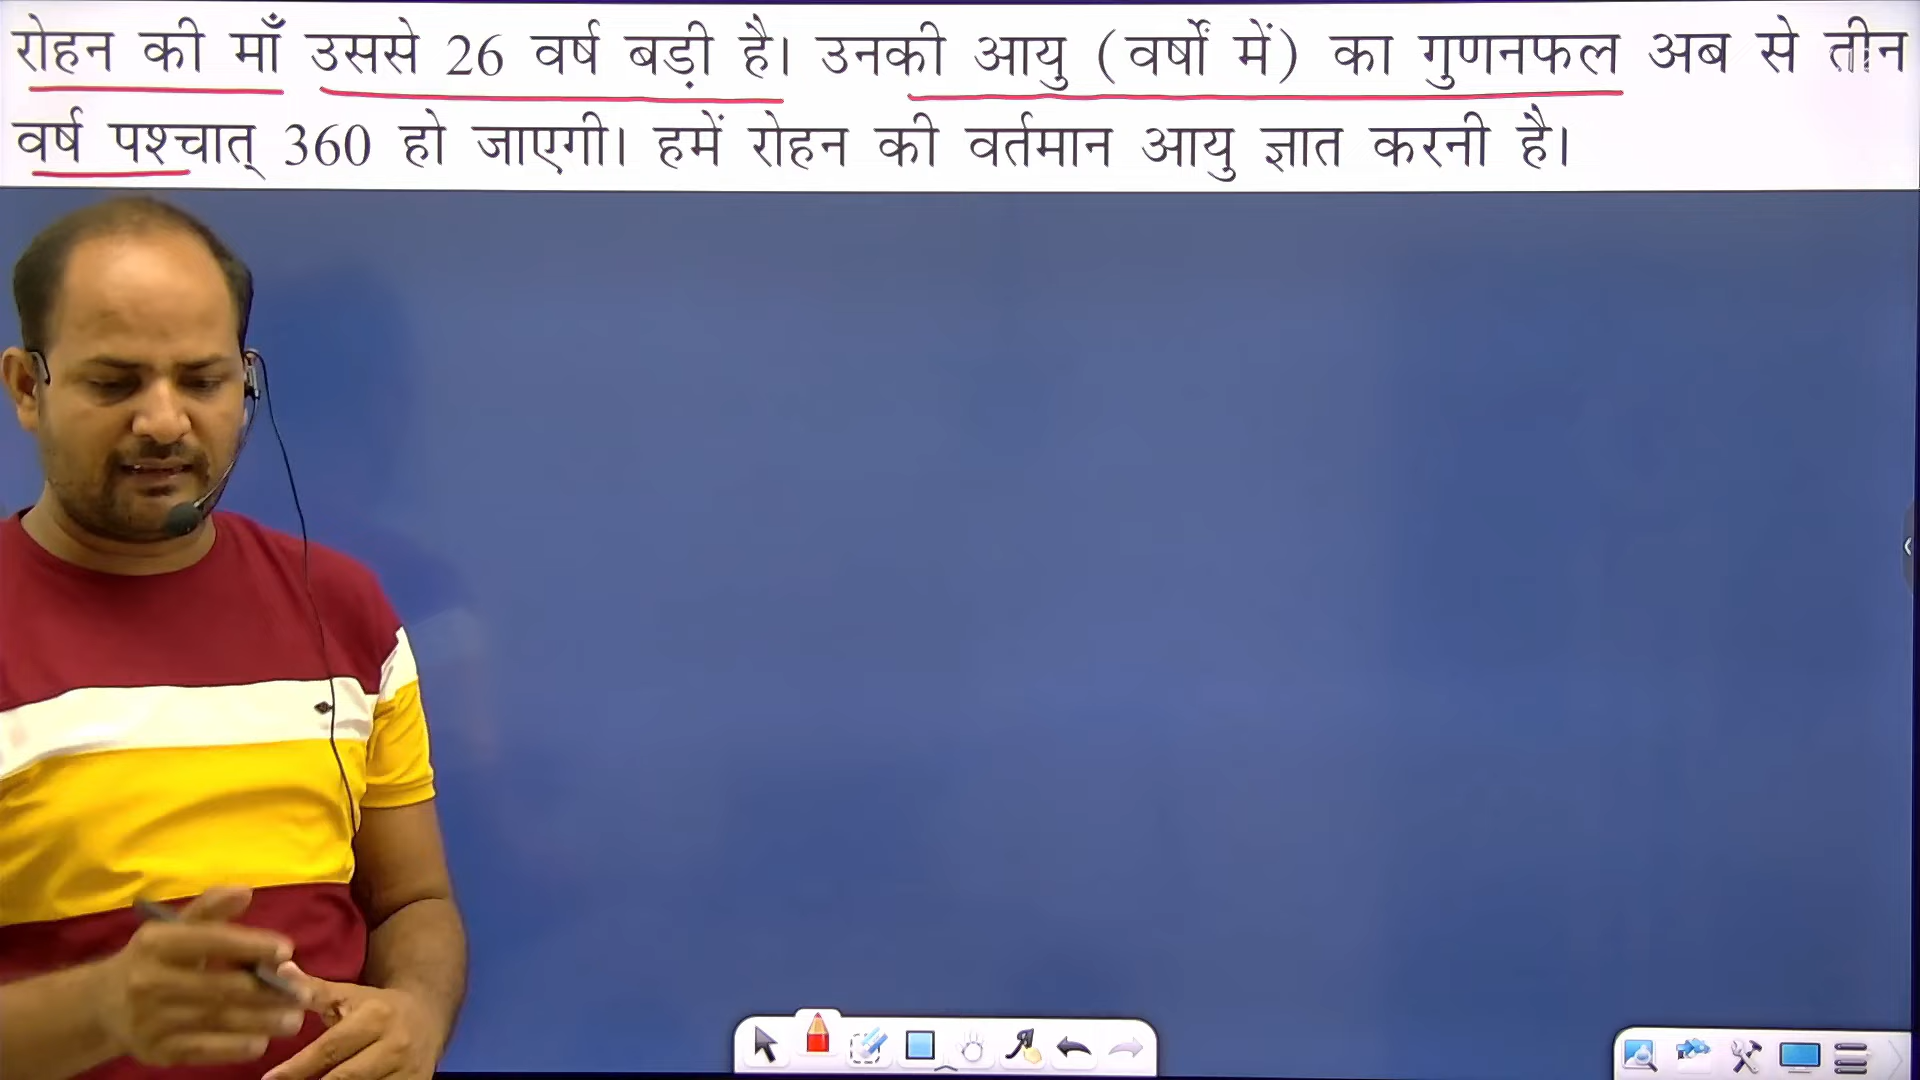 रोहन की माँ उससे 26 वर्ष बड़ी है। उनकी आयु (वर्षों में) का गुणनफल अब से तीन
वर्ष पश्चात् 360 हो जाएगी। हमें रोहन की वर्तमान आयु ज्ञात करनी है।